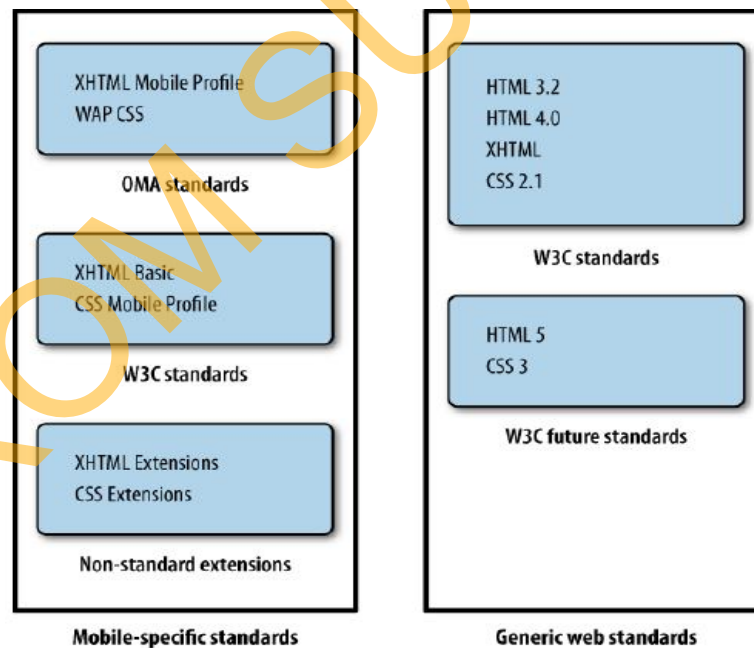 XHTML Mobile Profile
WAP CSS
OMA standards
XHTML Basic
CSS Mobile Profile
W3C standards
XHTML Extensions
CSS Extensions
Non-standard extensions
Mobile-specific standards
HTML 3.2
HTML 4.0
XHTML
CSS 2.1
W3C standards
HTML 5
CSS 3
W3C future standards
Generic web standards
OM SU